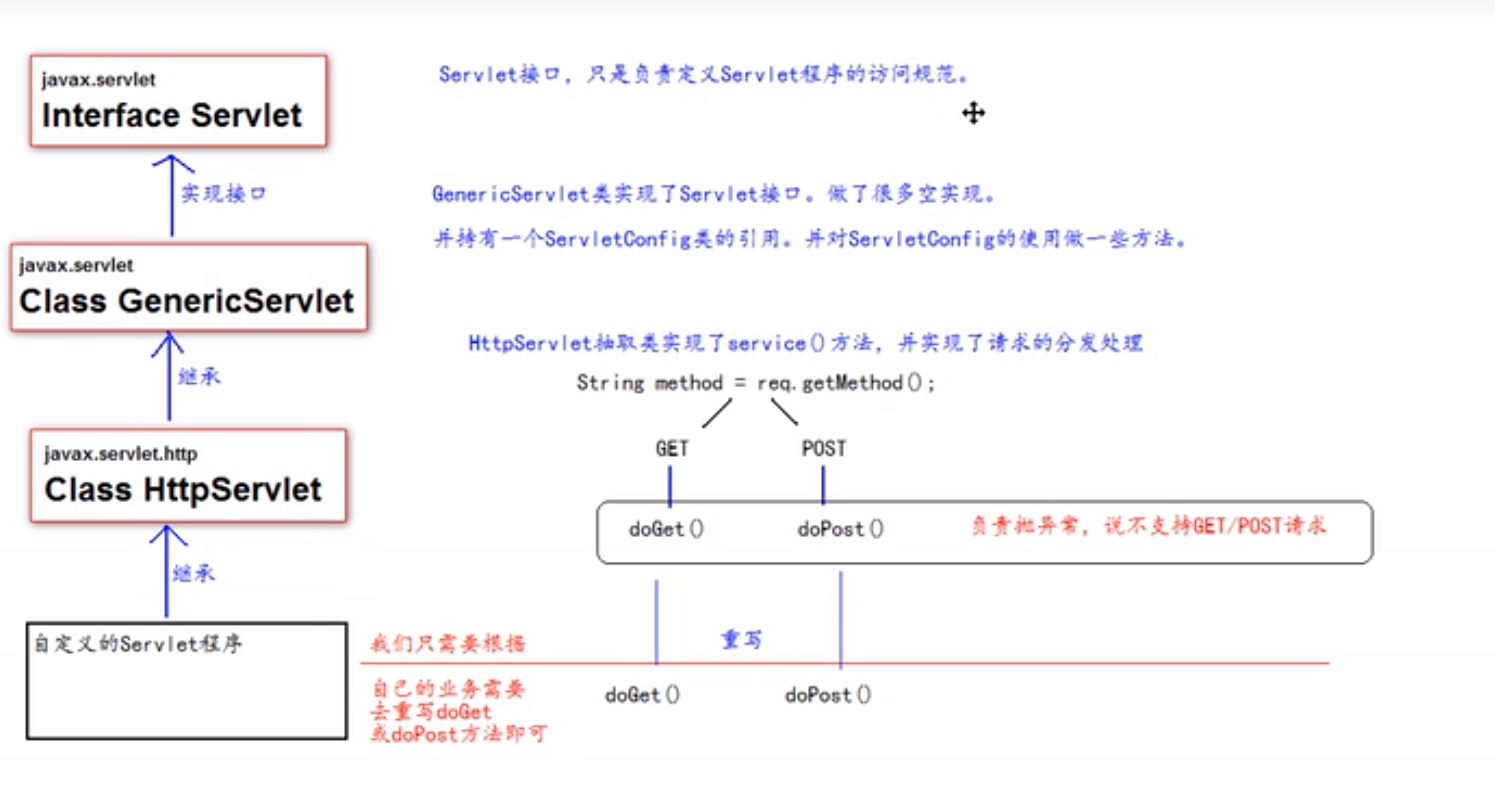 javax.servlet
Interface Servlet
Servlet接口，只是负责定义Servlet程序的访问规范。
实现接口
GenericServlet类实现了Servlet接口。做了很多空实现。
并持有一个ServletConfig类的引用。并对ServletConfig的使用做一些方法。
javax.servlet
Class GenericServlet
继承
HttpServlet抽取类实现了service()方法，并实现了请求的分发处理
String method = req.getMethod();
GET POST
javax.servlet.http
Class HttpServlet
doGet() doPost() 负责抛异常，说不支持GET/POST请求
继承
自定义的Servlet程序
我们只需要根据
重写
自己的业务需要
去重写doGet
或doPost方法即可
doGet() doPost()